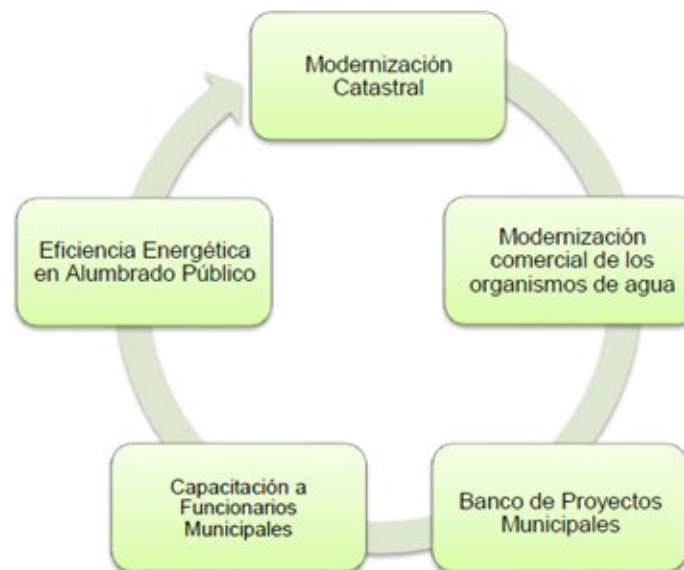 Modernización
Catastral
Modernización
comercial de los
organismos de agua
Banco de Proyectos
Municipales
Capacitación a
Funcionarios
Municipales
Eficiencia Energética
en Alumbrado Público